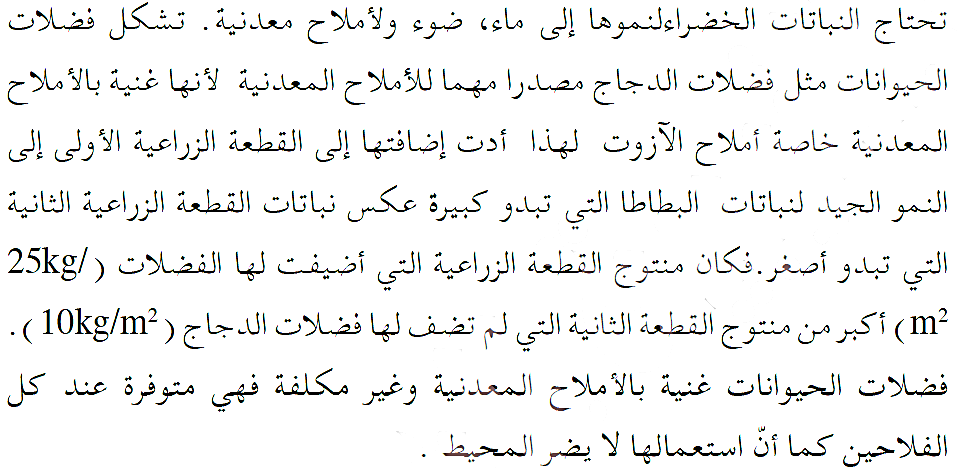 تحتاج النباتات الخضراءلنموها إلى ماء، ضوء ولأملاح معدنية. تشكل فضلات
الحيوانات مثل فضلات الدجاج مصدرا مهما للأملاح المعدنية لأنها غنية بالأملاح
المعدنية خاصة أملاح الآزوت لهذا أدت إضافتها إلى القطعة الزراعية الأولى إلى
النمو الجيد لنباتات البطاطا التي تبدو كبيرة عكس نباتات القطعة الزراعية الثانية
التي تبدو أصغر.فكان منتوج القطعة الزراعية التي أضيفت لها الفضلات (25kg/
m²) أكبر من منتوج القطعة الثانية التي لم تضف لها فضلات الدجاج (10kg/m²).
فضلات الحيوانات غنية بالأملاح المعدنية وغير مكلفة فهي متوفرة عند كل
الفلاحين كما أنّ استعمالها لا يضر المحيط .